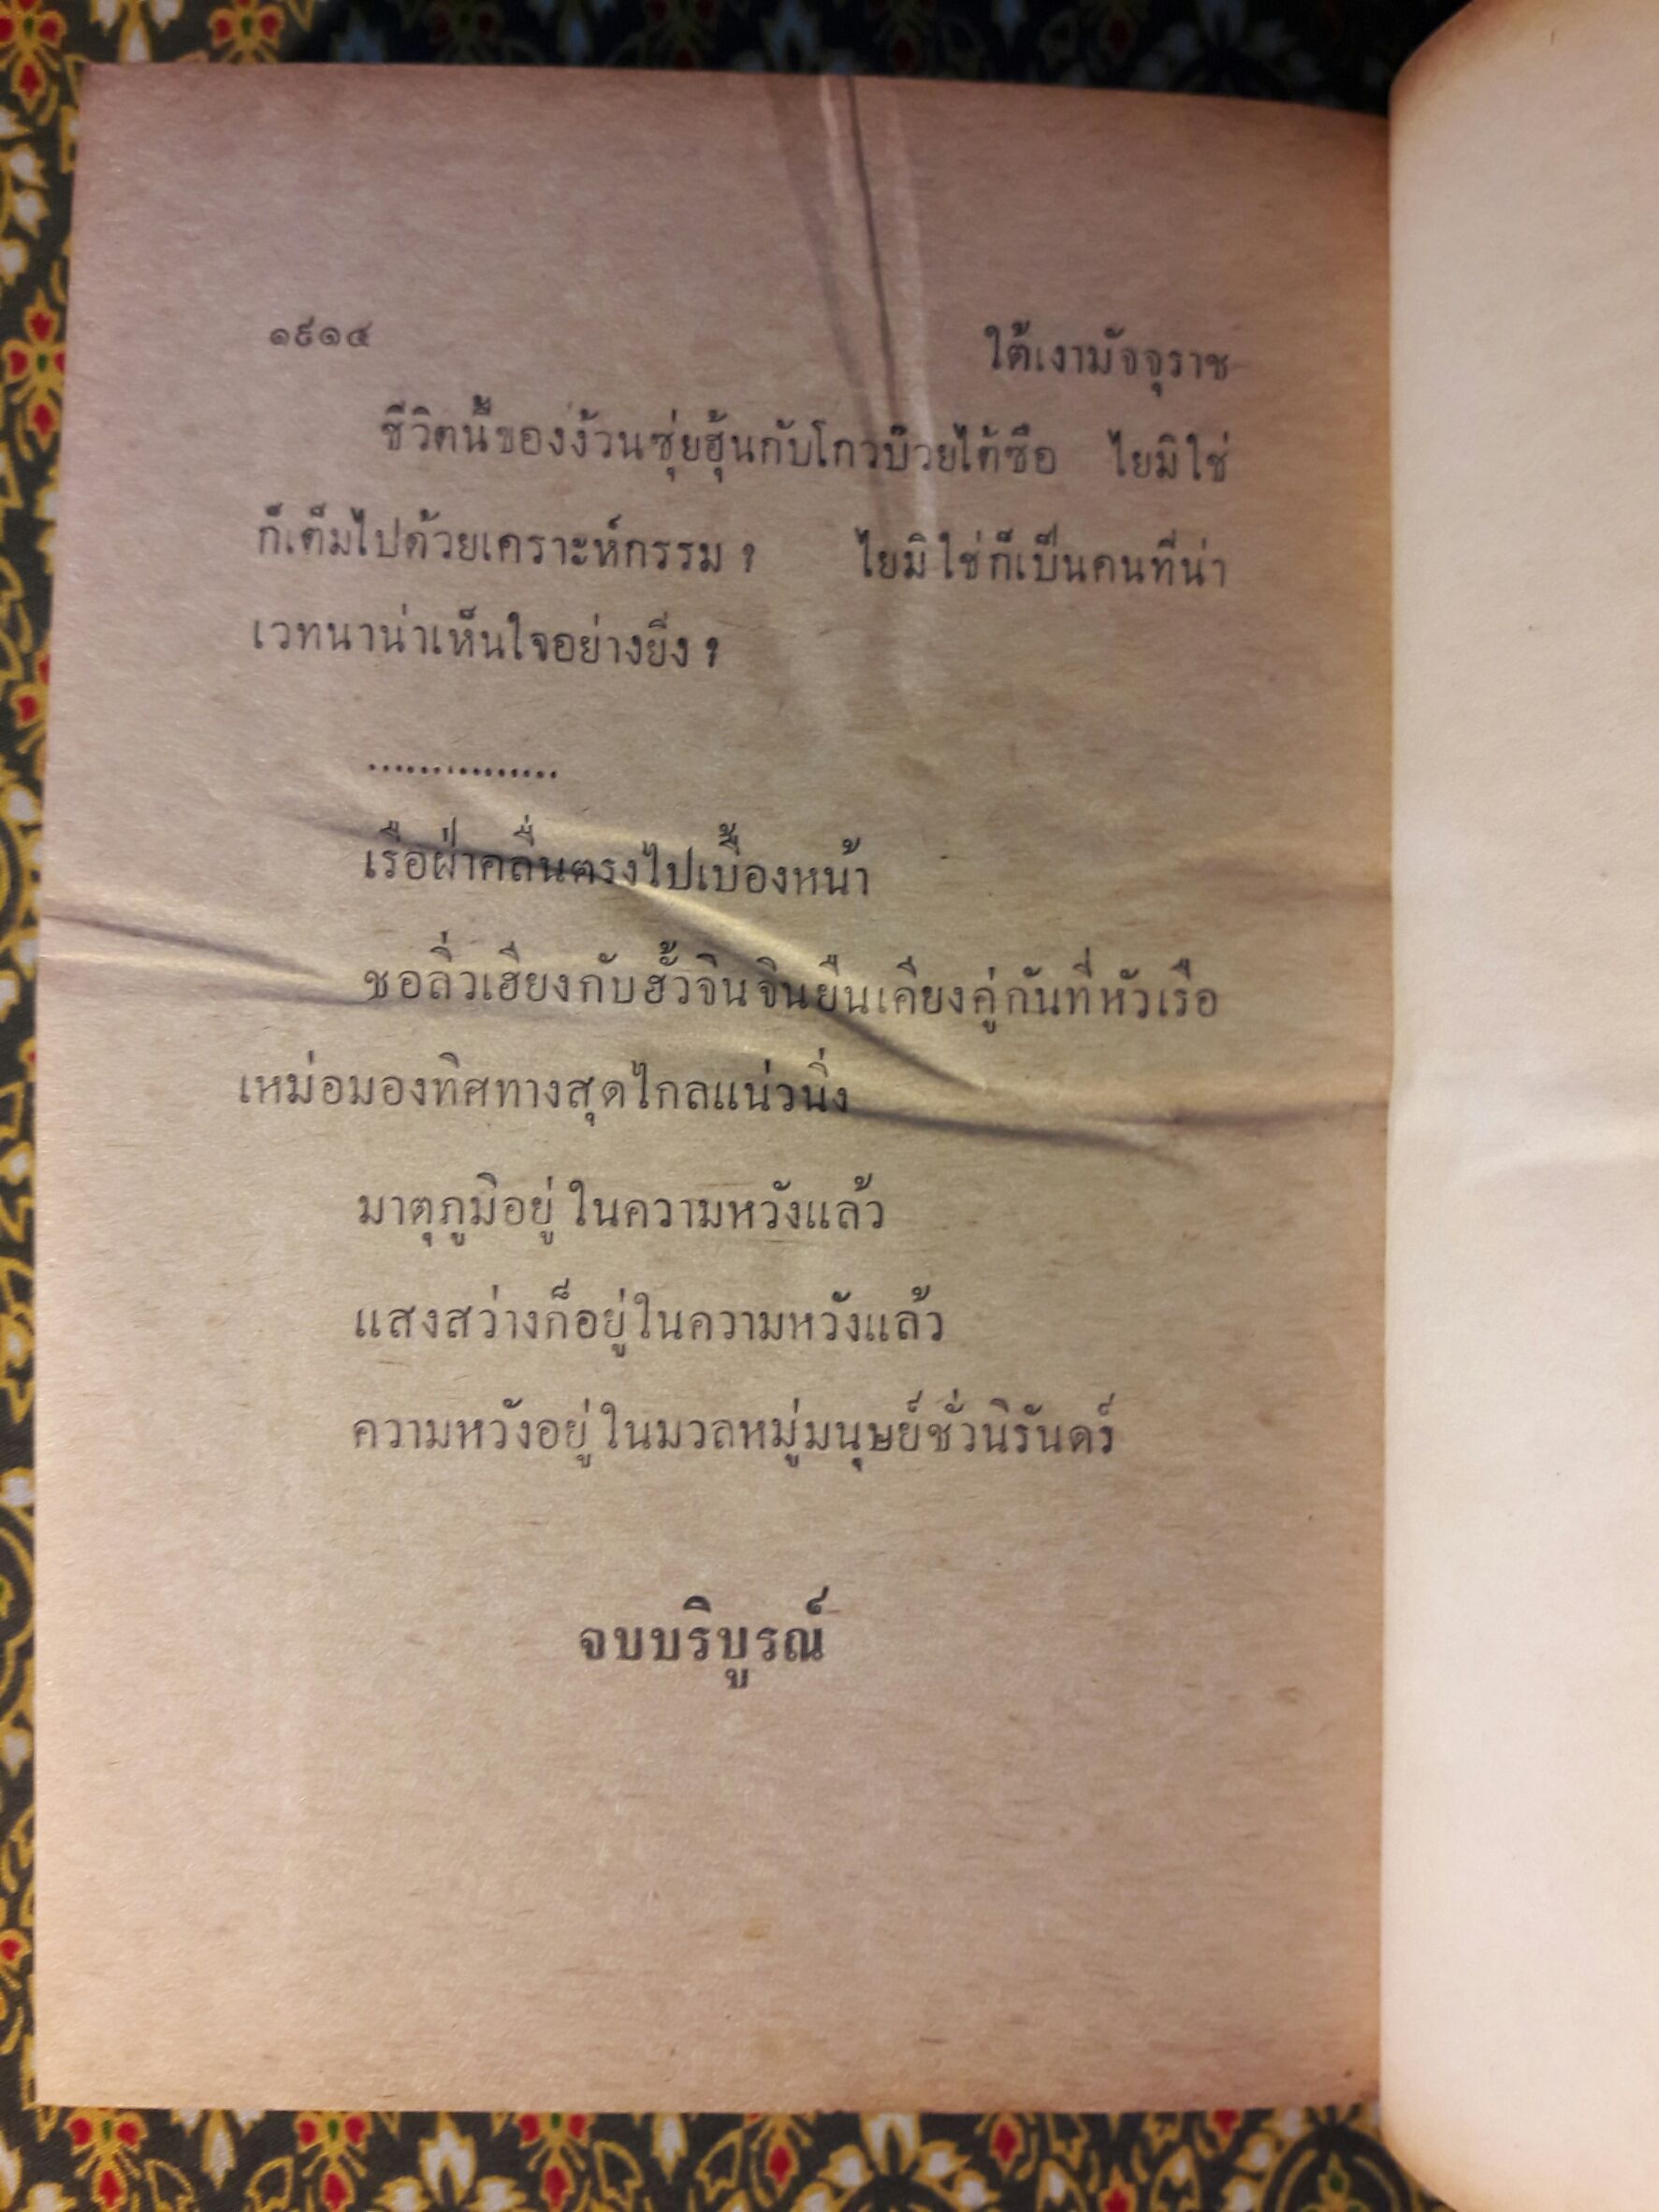 ๑๙๑๔
ใต้เงามัจจุราช
ชีวิตนี้ของง้วนซุ่ยฮุ้นกับโกวบ๊วยไต้ซือ ไยมิใช่
ก็เต็มไปด้วยเคราะห์กรรม ? ไยมิใช่ก็เป็นคนที่น่า
เวทนาน่าเห็นใจอย่างยิ่ง ?
...............
เรือฝ่าคลื่นตรงไปเบื้องหน้า
ชอลิ่วเฮียงกับฮั้วจินจินยืนเคียงคู่กันที่หัวเรือ
เหม่อมองทิศทางสุดไกลแน่วนิ่ง
มาตุภูมิอยู่ในความหวังแล้ว
แสงสว่างก็อยู่ในความหวังแล้ว
ความหวังอยู่ในมวลหมู่มนุษย์ชั่วนิรันดร์
จบบริบูรณ์